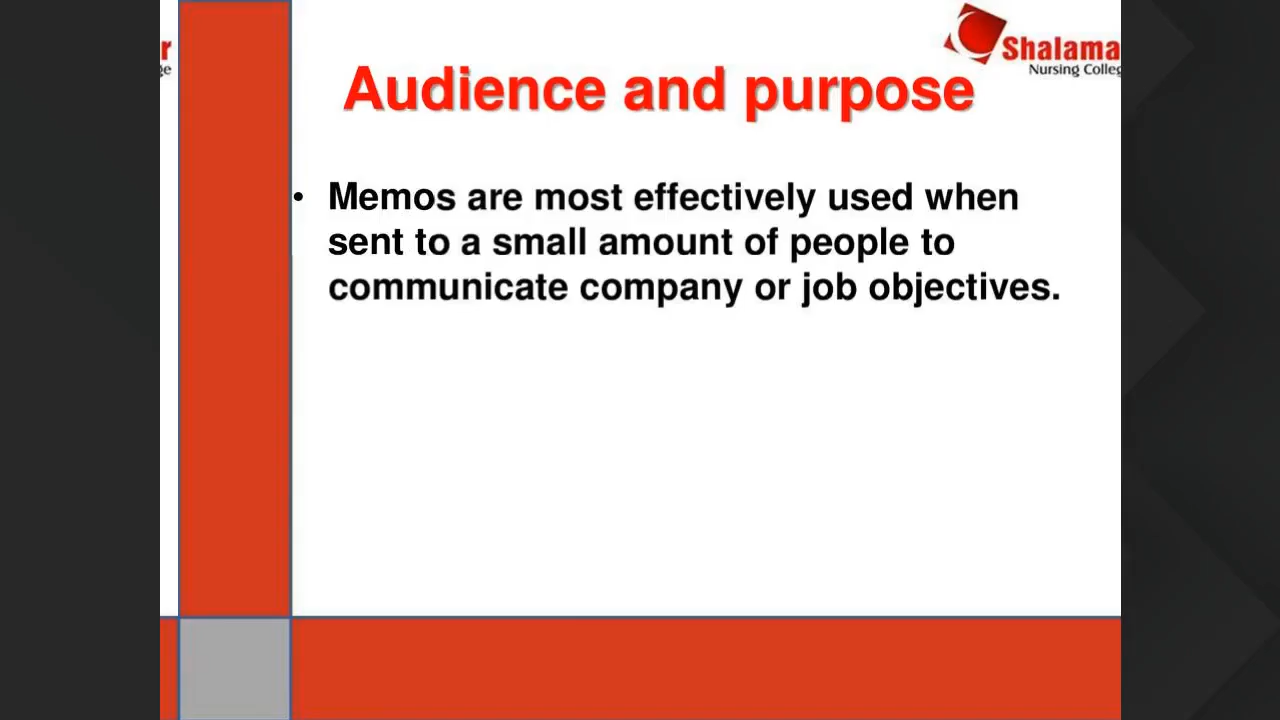 Shalama
Nursing Colleg
Audience and purpose
• Memos are most effectively used when
sent to a small amount of people to
communicate company or job objectives.